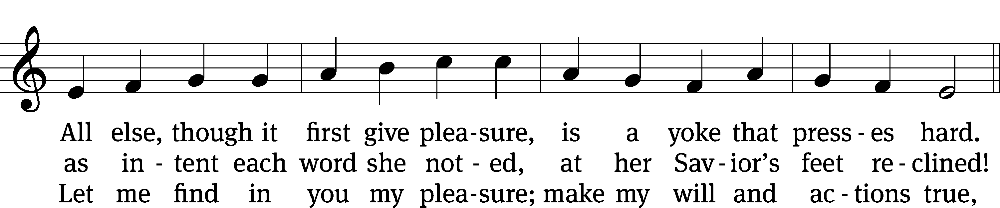 All else, though it first give plea-sure, is a yoke that press - es hard.
as in - tent each word she not - ed, at her Sav - ior’s feet re - clined!
Let me find in you my plea-sure; make my will and ac - tions true,